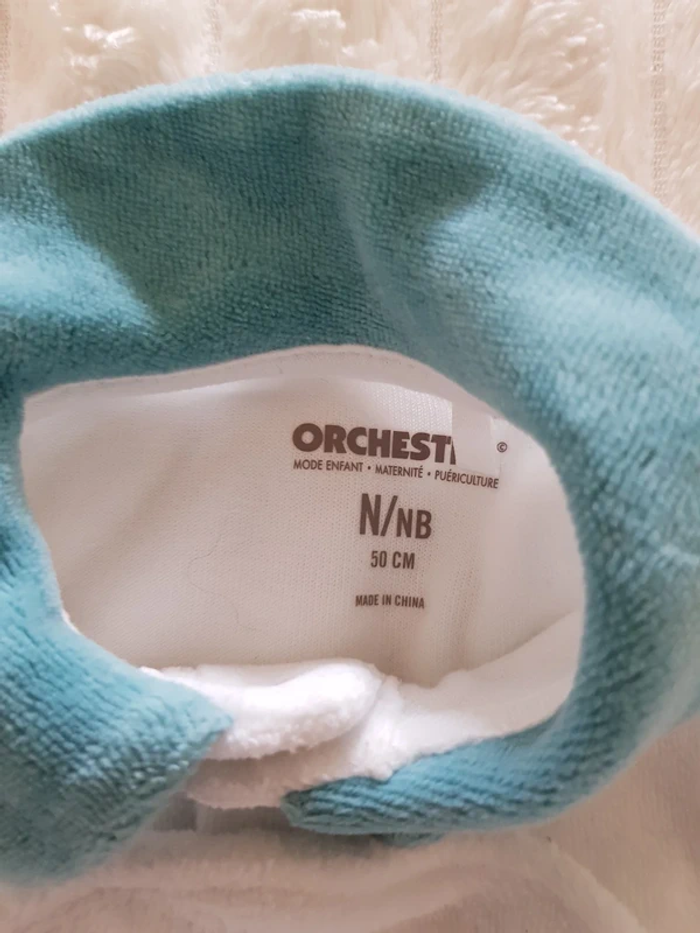 ORCHEST ©
MODE ENFANT • MATERNITÉ • PUÉRICULTURE
N/NB
50 CM
MADE IN CHINA